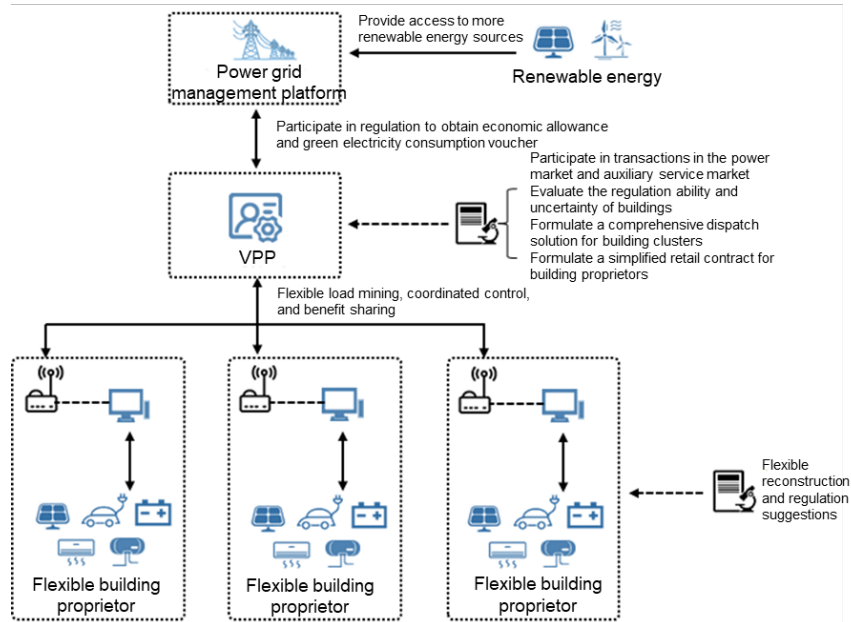 Provide access to more
renewable energy sources
Power grid
management platform
Renewable energy
Participate in regulation to obtain economic allowance
and green electricity consumption voucher
Participate in transactions in the power
market and auxiliary service market
Evaluate the regulation ability and
uncertainty of buildings
Formulate a comprehensive dispatch
solution for building clusters
Formulate a simplified retail contract for
building proprietors
VPP
Flexible load mining, coordinated control,
and benefit sharing
Flexible
reconstruction
and regulation
suggestions
Flexible building
proprietor
Flexible building
proprietor
Flexible building
proprietor